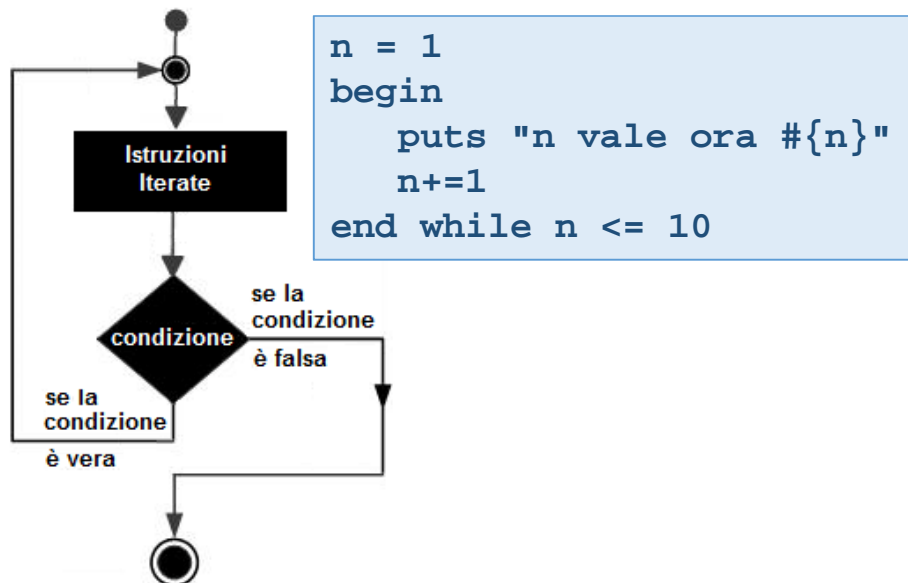 n = 1
begin
puts "n vale ora #{n}"
n+=1
end while n <= 10
Istruzioni
Iterate
condizione
se la
condizione
è falsa
se la
condizione
è vera